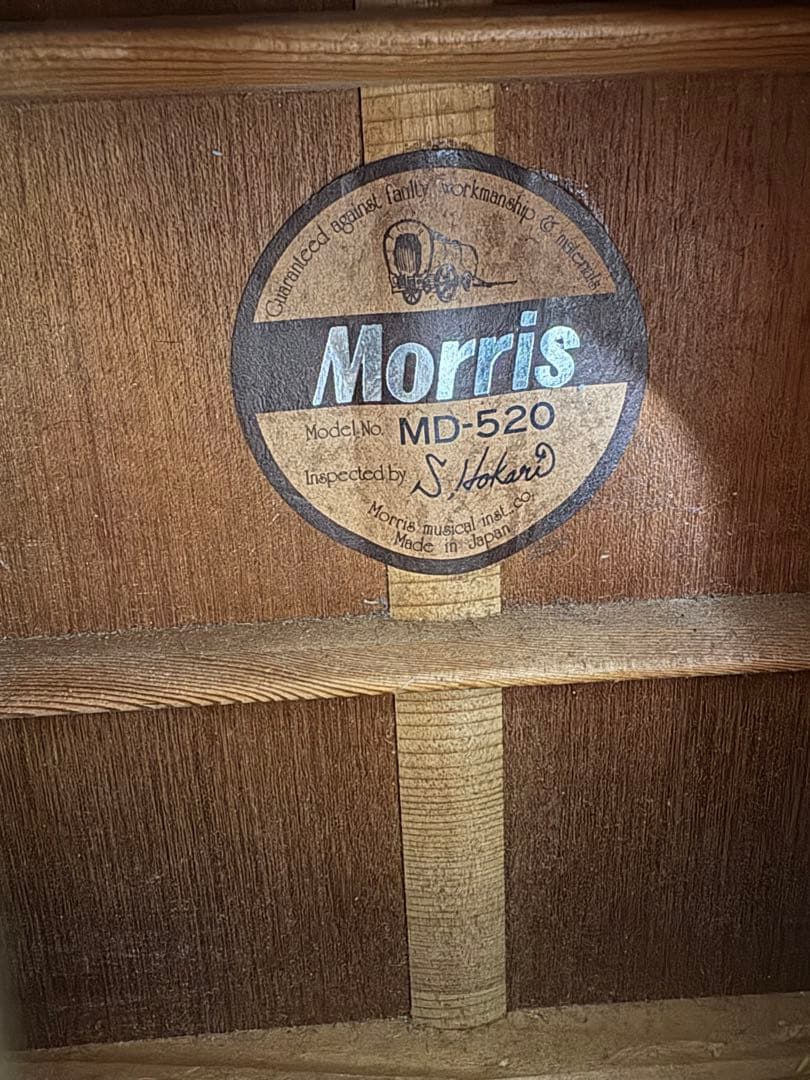 Guaranteed against faulty workmanship & materials
Morris
Model No. MD-520
Inspected by S. Hokari
Morris musical inst. co.
Made in Japan